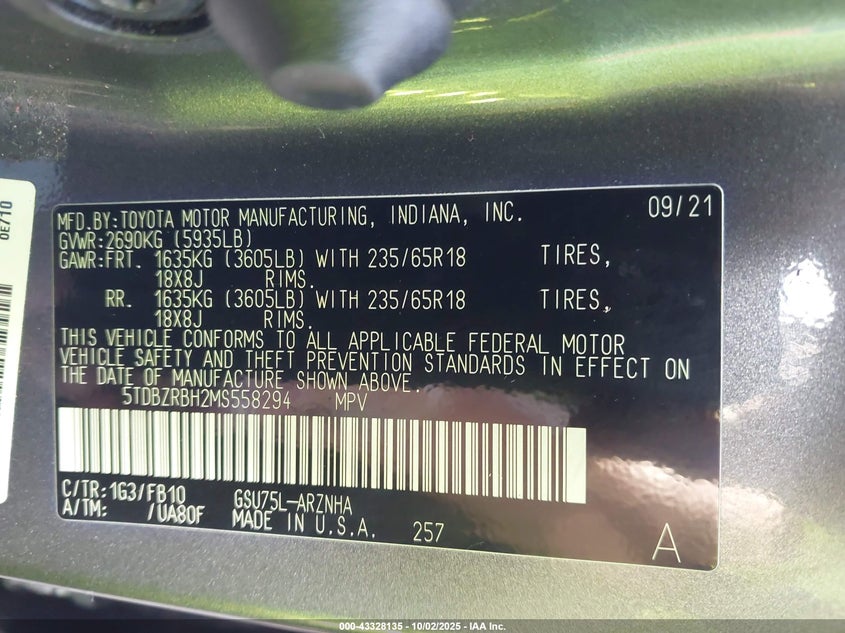 0E710
MFD.BY:TOYOTA MOTOR MANUFACTURING, INDIANA, INC. 09/21
GVWR:2690KG (5935LB)
GAWR:FRT. 1635KG (3605LB) WITH 235/65R18 TIRES,
18X8J RIMS.
RR. 1635KG (3605LB) WITH 235/65R18 TIRES,
18X8J RIMS.
THIS VEHICLE CONFORMS TO ALL APPLICABLE FEDERAL MOTOR
VEHICLE SAFETY AND THEFT PREVENTION STANDARDS IN EFFECT ON
THE DATE OF MANUFACTURE SHOWN ABOVE.
5TDBZRBH2MS558294 MPV
C/TR:1G3/FB10 GSU75L-ARZNHA
A/TM: /UA80F MADE IN U.S.A. 257
A
000-43328135 - 10/02/2025 - IAA Inc.